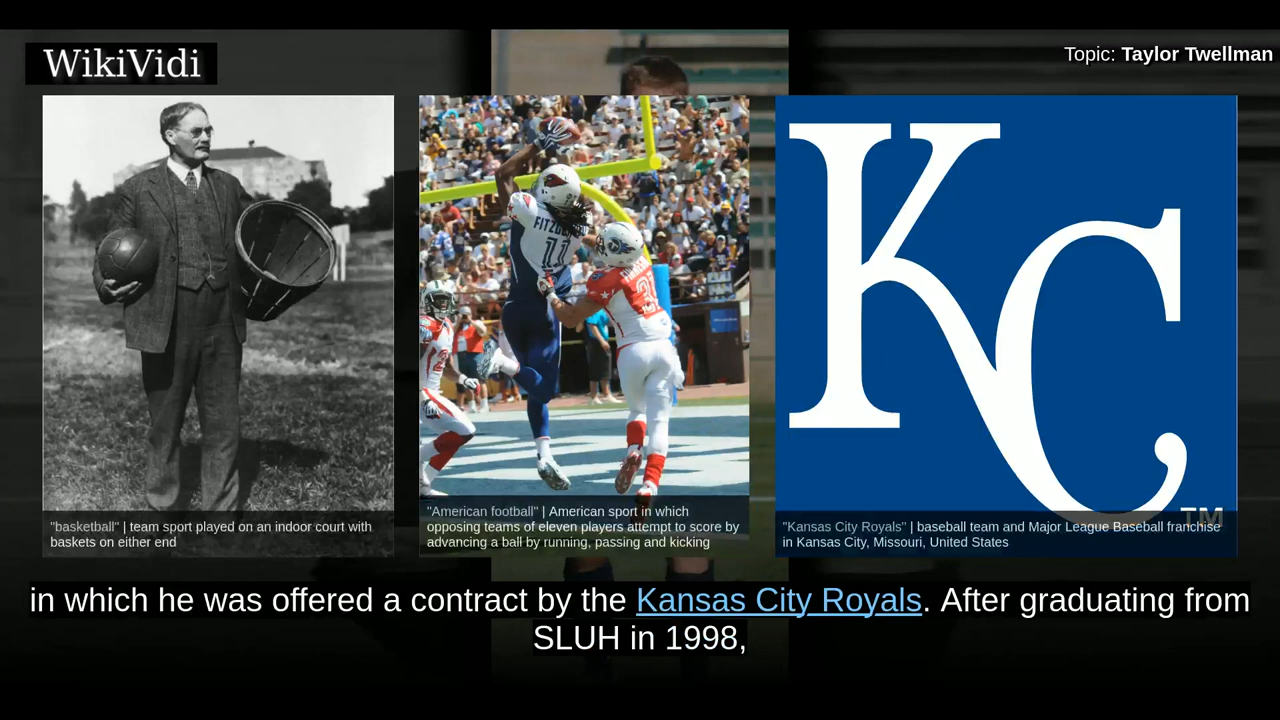 WikiVidi
Topic: Taylor Twellman
FITZG
11
31
KC
TM
"basketball" | team sport played on an indoor court with
baskets on either end
"American football" | American sport in which
opposing teams of eleven players attempt to score by
advancing a ball by running, passing and kicking
"Kansas City Royals" | baseball team and Major League Baseball franchise
in Kansas City, Missouri, United States
in which he was offered a contract by the Kansas City Royals. After graduating from
SLUH in 1998,